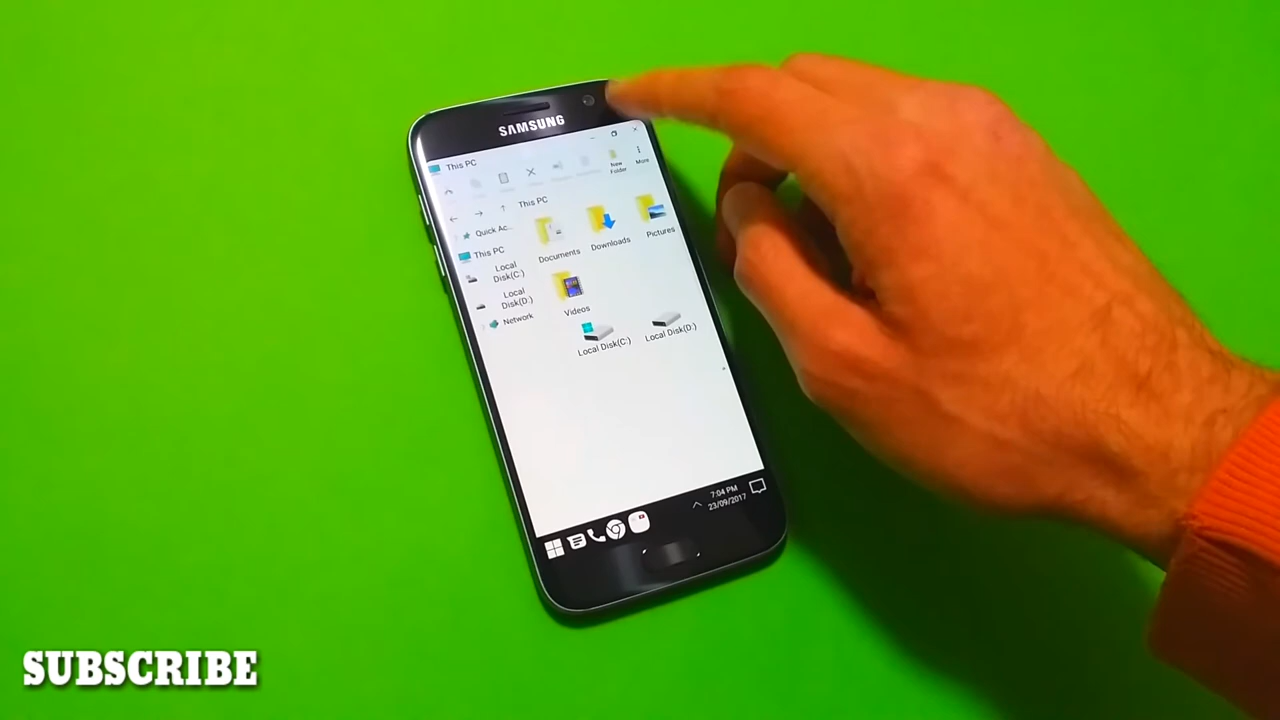 SAMSUNG
This PC
New
Folder
More
This PC
Quick Ac...
This PC
Local
Disk(C:)
Local
Disk(D:)
Network
Documents
Downloads
Pictures
Videos
Local Disk(C:)
Local Disk(D:)
7:04 PM
23/09/2017
SUBSCRIBE